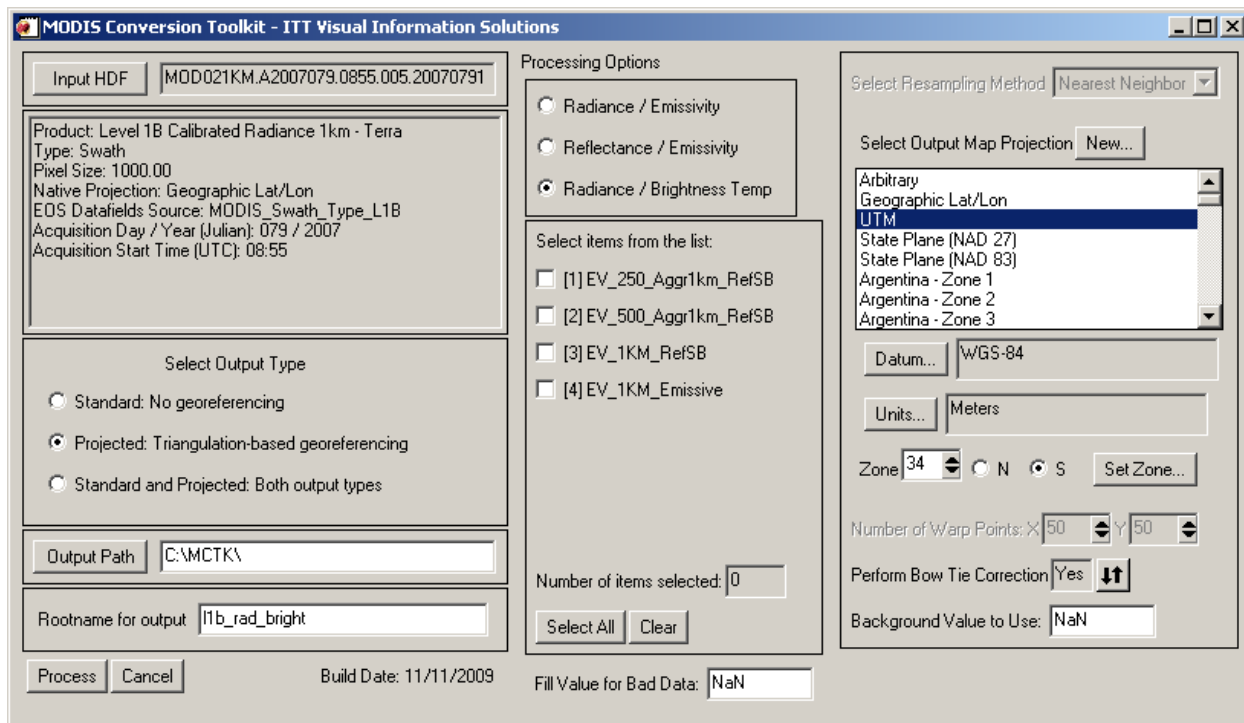 MODIS Conversion Toolkit - ITT Visual Information Solutions
Input HDF
MOD021KM.A2007079.0855.005.20070791
Product: Level 1B Calibrated Radiance 1km - Terra
Type: Swath
Pixel Size: 1000.00
Native Projection: Geographic Lat/Lon
EOS Datafields Source: MODIS_Swath_Type_L1B
Acquisition Day / Year (Julian): 079 / 2007
Acquisition Start Time (UTC): 08:55
Select Output Type
Standard: No georeferencing
Projected: Triangulation-based georeferencing
Standard and Projected: Both output types
Output Path
C:\MCTK\
Rootname for output
l1b_rad_bright
Process
Cancel
Build Date: 11/11/2009
Processing Options
Radiance / Emissivity
Reflectance / Emissivity
Radiance / Brightness Temp
Select items from the list:
[1] EV_250_Aggr1km_RefSB
[2] EV_500_Aggr1km_RefSB
[3] EV_1KM_RefSB
[4] EV_1KM_Emissive
Number of items selected: 0
Select All
Clear
Fill Value for Bad Data: NaN
Select Resampling Method Nearest Neighbor
Select Output Map Projection New...
Arbitrary
Geographic Lat/Lon
UTM
State Plane (NAD 27)
State Plane (NAD 83)
Argentina - Zone 1
Argentina - Zone 2
Argentina - Zone 3
Datum... WGS-84
Units... Meters
Zone 34 N S Set Zone...
Number of Warp Points: X 50 Y 50
Perform Bow Tie Correction Yes
Background Value to Use: NaN